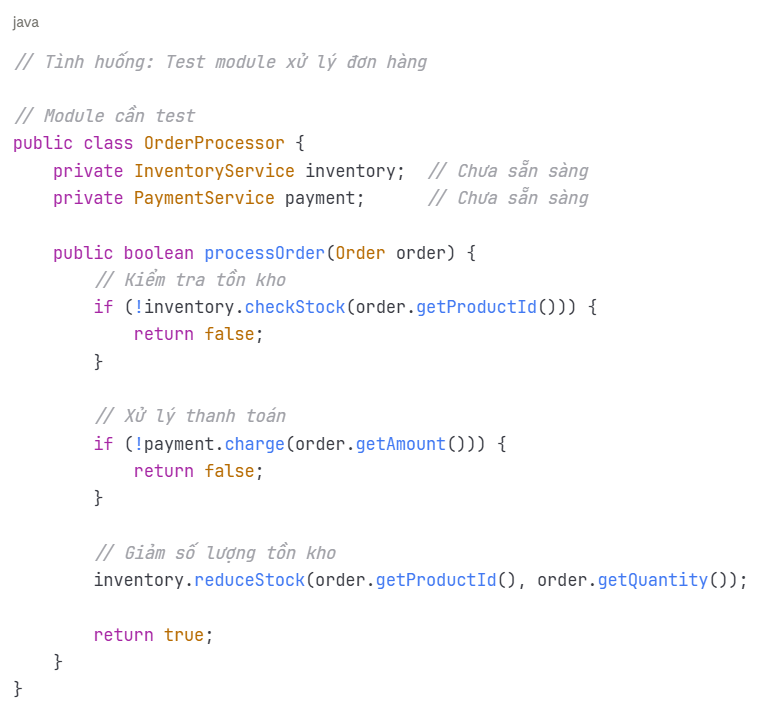 java
// Tình huống: Test module xử lý đơn hàng
// Module cần test
public class OrderProcessor {
    private InventoryService inventory;  // Chưa sẵn sàng
    private PaymentService payment;      // Chưa sẵn sàng
    public boolean processOrder(Order order) {
        // Kiểm tra tồn kho
        if (!inventory.checkStock(order.getProductId())) {
            return false;
        }
        // Xử lý thanh toán
        if (!payment.charge(order.getAmount())) {
            return false;
        }
        // Giảm số lượng tồn kho
        inventory.reduceStock(order.getProductId(), order.getQuantity());
        return true;
    }
}